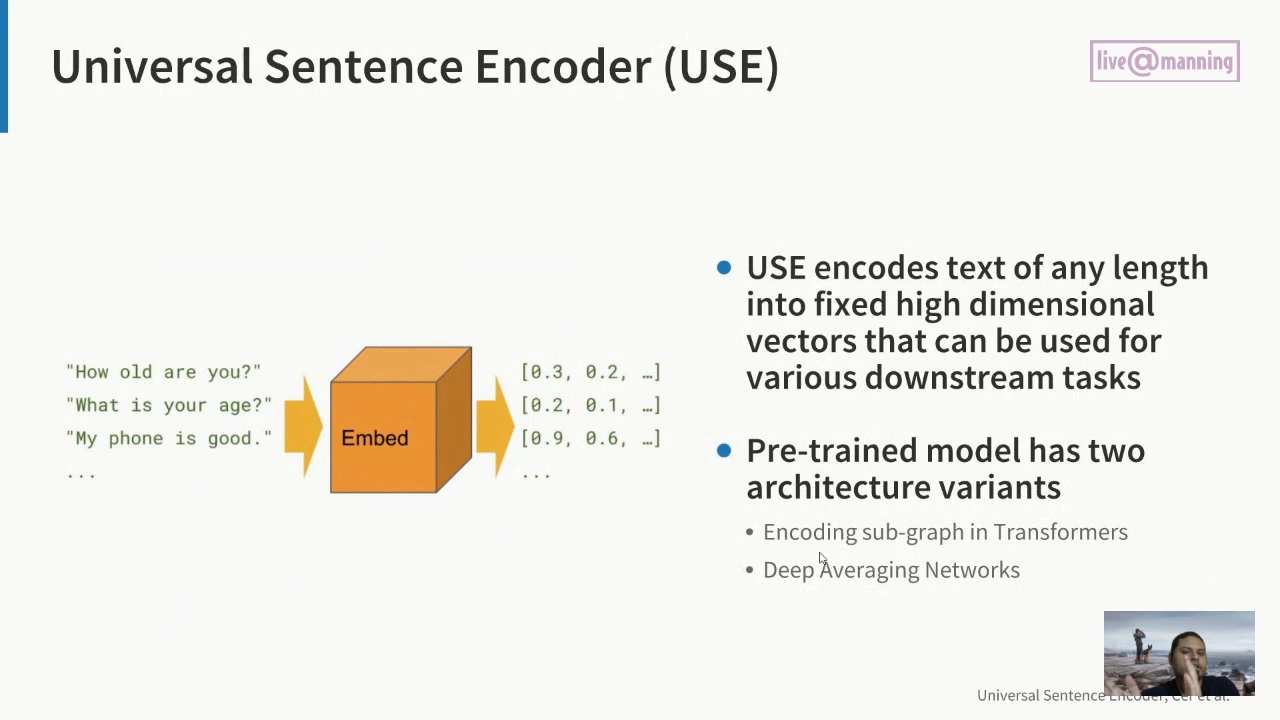 Universal Sentence Encoder (USE)
live@manning
USE encodes text of any length
into fixed high dimensional
vectors that can be used for
various downstream tasks
"How old are you?"
"What is your age?"
"My phone is good."
...
Embed
[0.3, 0.2, …]
[0.2, 0.1, …]
[0.9, 0.6, …]
...
Pre-trained model has two
architecture variants
Encoding sub-graph in Transformers
Deep Averaging Networks
Universal Sentence Encoder, Cer et al.